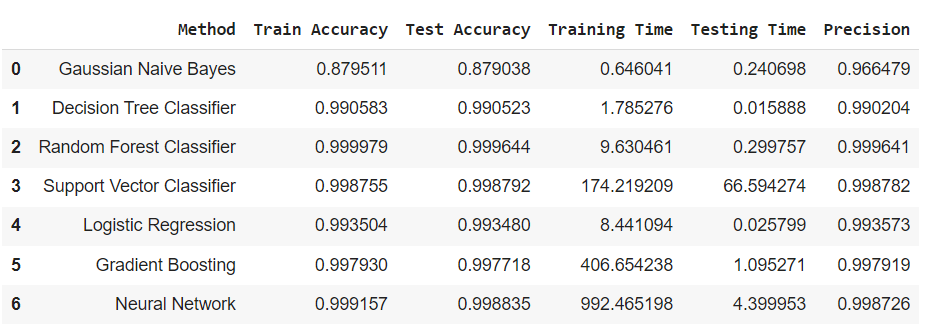 Method Train Accuracy Test Accuracy Training Time Testing Time Precision
0 Gaussian Naive Bayes 0.879511 0.879038 0.646041 0.240698 0.966479
1 Decision Tree Classifier 0.990583 0.990523 1.785276 0.015888 0.990204
2 Random Forest Classifier 0.999979 0.999644 9.630461 0.299757 0.999641
3 Support Vector Classifier 0.998755 0.998792 174.219209 66.594274 0.998782
4 Logistic Regression 0.993504 0.993480 8.441094 0.025799 0.993573
5 Gradient Boosting 0.997930 0.997718 406.654238 1.095271 0.997919
6 Neural Network 0.999157 0.998835 992.465198 4.399953 0.998726